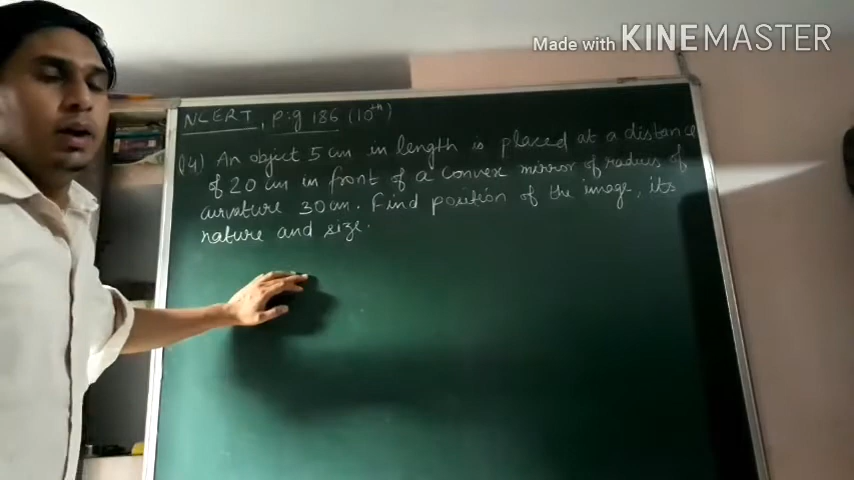 Made with KINEMASTER
NCERT, p.g 186 (10th)
14) An object 5 cm in length is placed at a distance
of 20 cm in front of a convex mirror of radius of
curvature 30 cm. Find position of the image, its
nature and size.